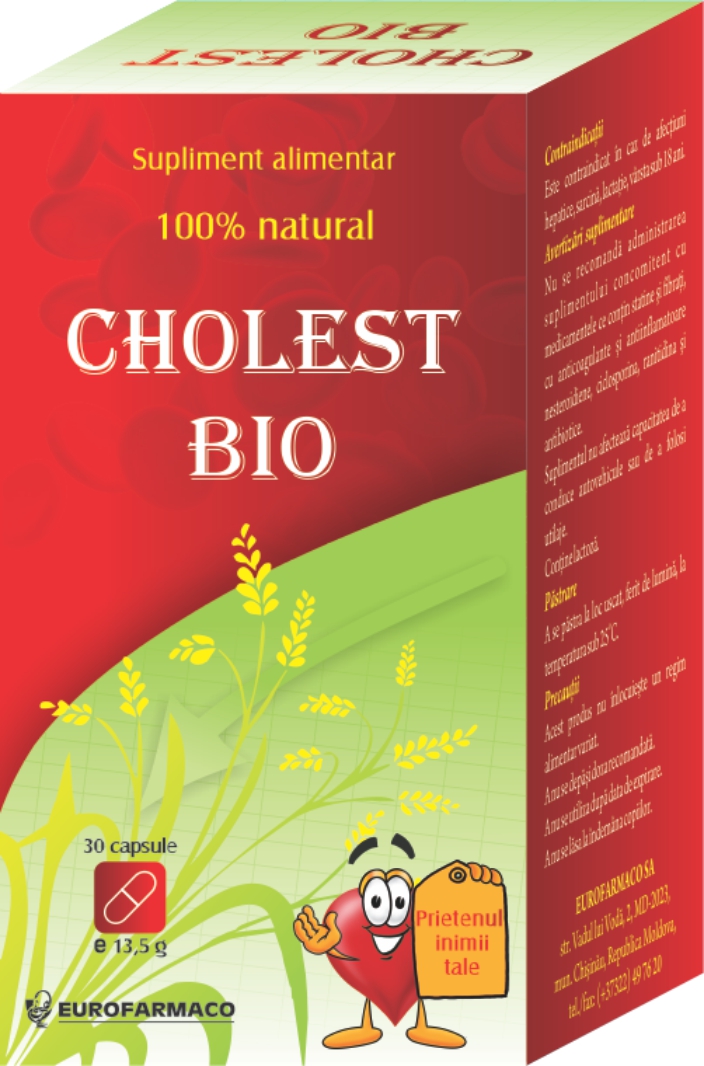 CHOLEST
BIO
Supliment alimentar
100% natural
CHOLEST
BIO
30 capsule
e 13,5 g
EUROFARMACO
Prietenul
inimii
tale
Contraindicații
Este contraindicat în caz de afecțiuni
hepatice, sarcină, lactație, vârsta sub 18 ani.
Avertizări suplimentare
Nu se recomandă administrarea
suplimentului concomitent cu
medicamentele ce conțin statine și fibrați,
cu anticoagulante și antiinflamatoare
nesteroidiene, ciclosporina, ranitidina și
antibiotice.
Suplimentul nu afectează capacitatea de a
conduce autovehicule sau de a folosi
utilaje.
Conține lactoză.
Păstrare
A se păstra la loc uscat, ferit de lumină, la
temperatura sub 25°C.
Precauții
Acest produs nu înlocuiește un regim
alimentar variat.
A nu se depăși doza recomandată.
A nu se utiliza după data de expirare.
A nu se lăsa la îndemâna copiilor.
EUROFARMACO SA
str. Vadul lui Vodă, 2, MD-2023,
mun. Chișinău, Republica Moldova,
tel./fax: (+37322) 49 76 20